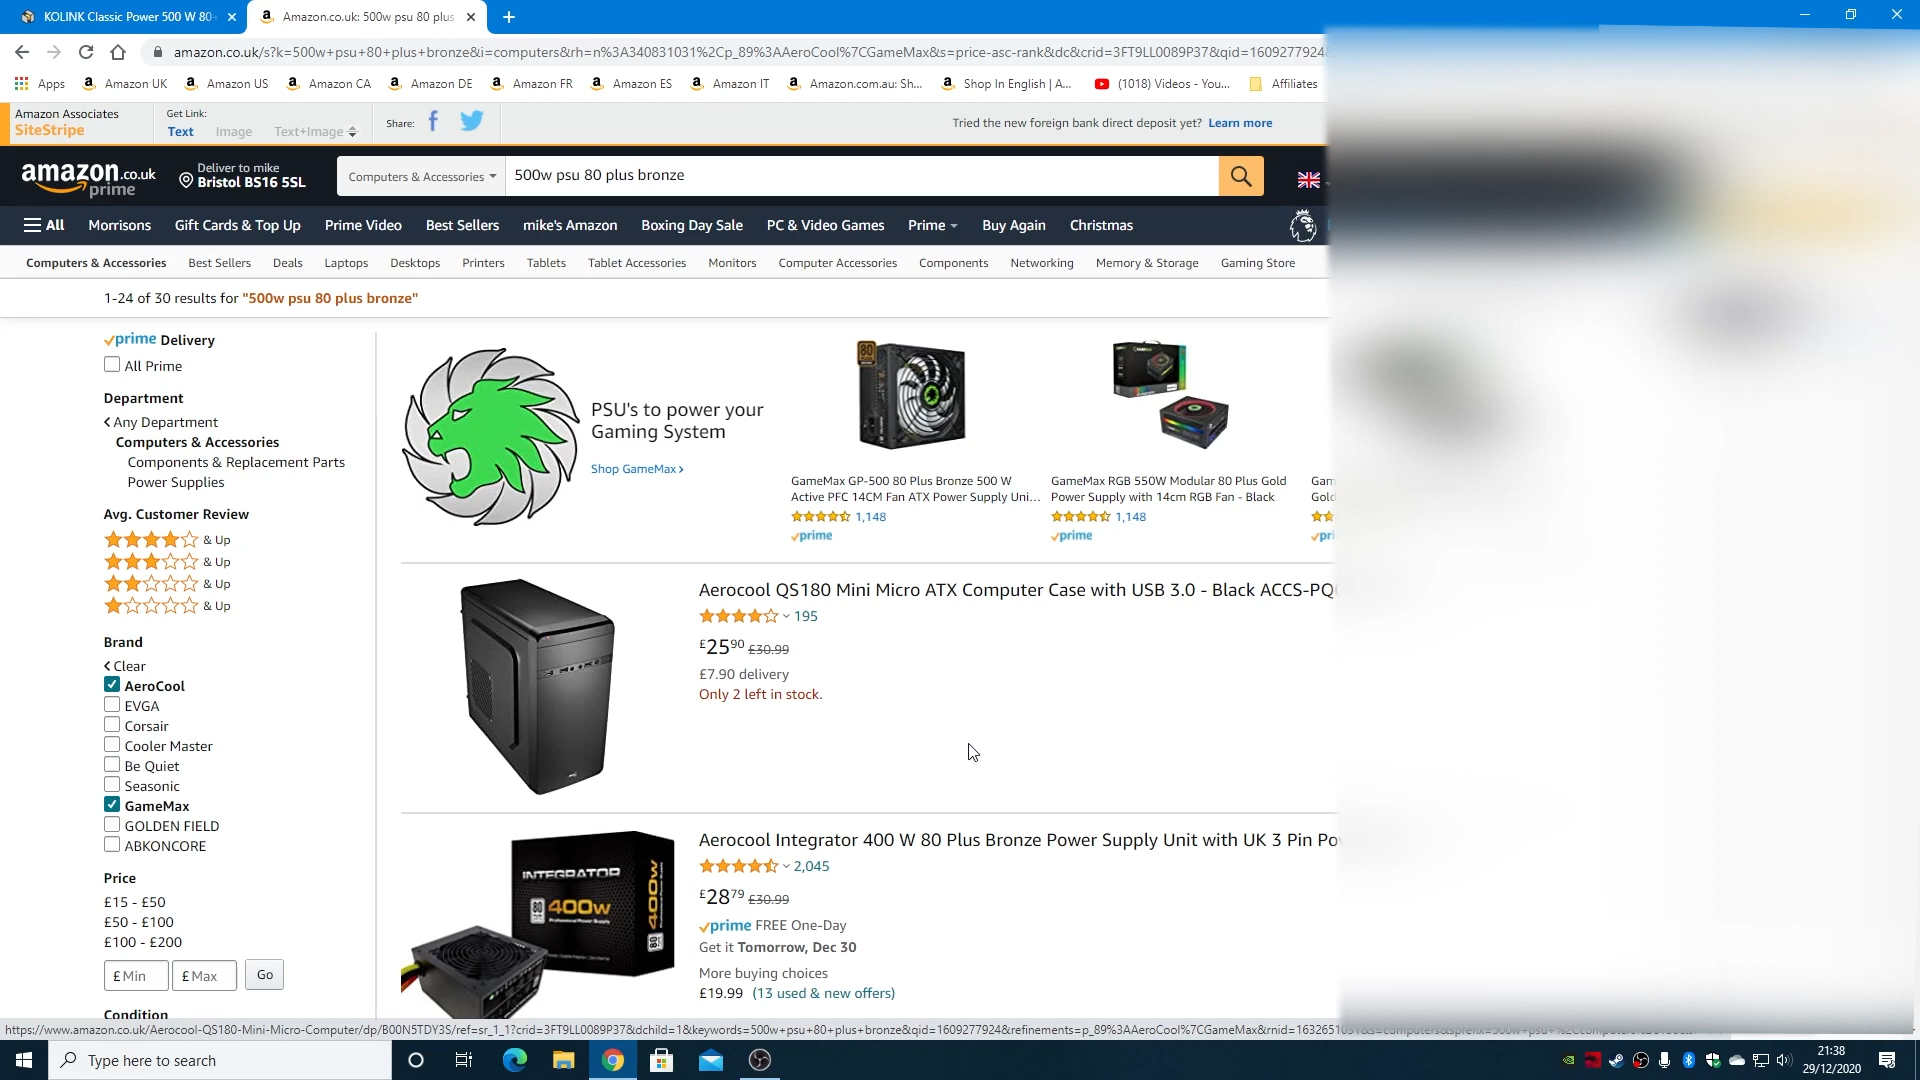 KOLINK Classic Power 500 W 80+
Amazon.co.uk: 500w psu 80 plus
amazon.co.uk/s?k=500w+psu+80+plus+bronze&i=computers&rh=n%3A340831031%2Cp_89%3AAeroCool%7CGameMax&s=price-asc-rank&dc&crid=3FT9LL0089P37&qid=1609277924&
Apps Amazon UK Amazon US Amazon CA Amazon DE Amazon FR Amazon ES Amazon IT Amazon.com.au: Sh... Shop In English | A... (1018) Videos - You... Affiliates
Amazon Associates
SiteStripe
Get Link:
Text Image Text+Image
Share:
Tried the new foreign bank direct deposit yet? Learn more
amazon.co.uk
prime
Deliver to mike
Bristol BS16 5SL
Computers & Accessories
500w psu 80 plus bronze
All Morrisons Gift Cards & Top Up Prime Video Best Sellers mike's Amazon Boxing Day Sale PC & Video Games Prime Buy Again Christmas
Computers & Accessories Best Sellers Deals Laptops Desktops Printers Tablets Tablet Accessories Monitors Computer Accessories Components Networking Memory & Storage Gaming Store
1-24 of 30 results for "500w psu 80 plus bronze"
prime Delivery
All Prime
Department
Any Department
Computers & Accessories
Components & Replacement Parts
Power Supplies
Avg. Customer Review
& Up
& Up
& Up
& Up
Brand
Clear
AeroCool
EVGA
Corsair
Cooler Master
Be Quiet
Seasonic
GameMax
GOLDEN FIELD
ABKONCORE
Price
£15 - £50
£50 - £100
£100 - £200
£ Min £ Max Go
Condition
PSU's to power your
Gaming System
Shop GameMax
80
GameMax GP-500 80 Plus Bronze 500 W
Active PFC 14CM Fan ATX Power Supply Uni...
1,148
prime
GameMax RGB 550W Modular 80 Plus Gold
Power Supply with 14cm RGB Fan - Black
1,148
prime
Gam
Gold
pri
Aerocool QS180 Mini Micro ATX Computer Case with USB 3.0 - Black ACCS-PQ
195
£25.90 £30.99
£7.90 delivery
Only 2 left in stock.
INTEGRATOR
80
400w
400w
80
Aerocool Integrator 400 W 80 Plus Bronze Power Supply Unit with UK 3 Pin Po
2,045
£28.79 £30.99
prime FREE One-Day
Get it Tomorrow, Dec 30
More buying choices
£19.99 (13 used & new offers)
Type here to search
21:38
29/12/2020